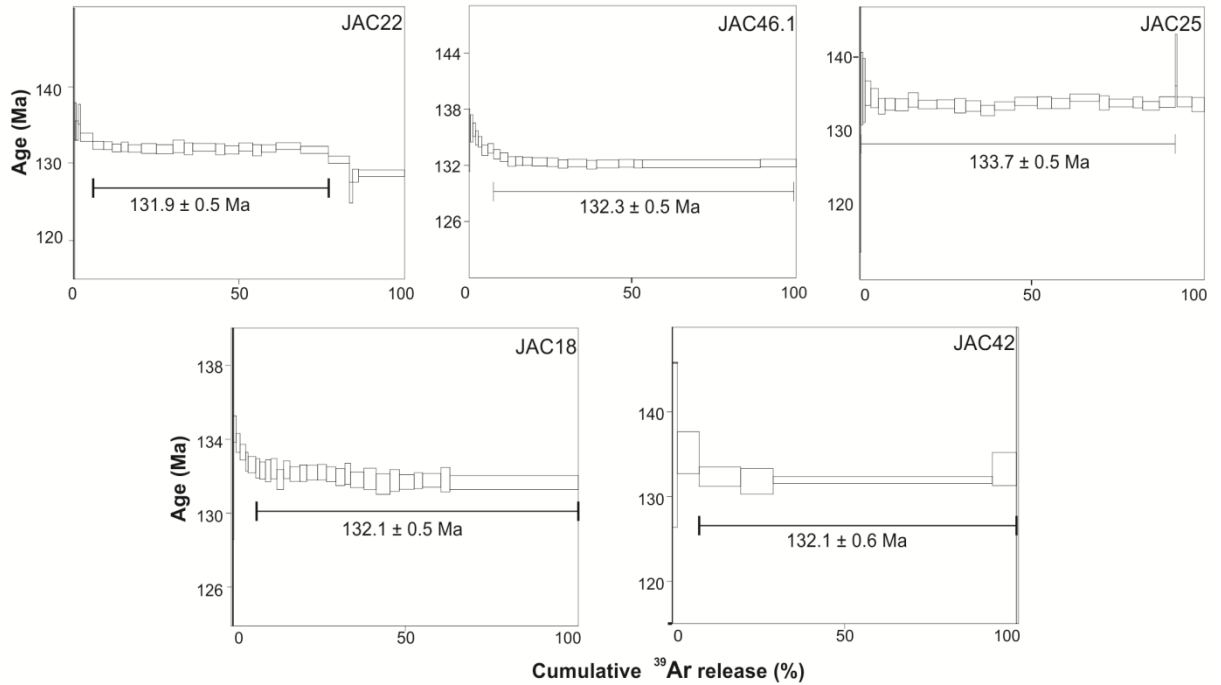 JAC22
Age (Ma)
140
130
120
131.9 ± 0.5 Ma
0
50
100
JAC46.1
150
144
138
132
126
132.3 ± 0.5 Ma
0
50
100
JAC25
140
130
120
133.7 ± 0.5 Ma
0
50
100
JAC18
Age (Ma)
138
134
130
126
132.1 ± 0.5 Ma
0
50
100
JAC42
140
130
120
132.1 ± 0.6 Ma
0
50
100
Cumulative ³⁹Ar release (%)